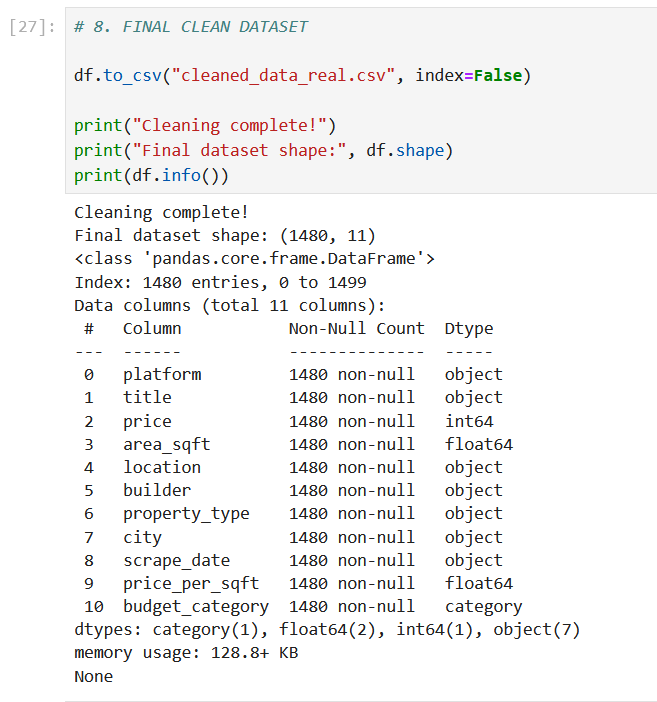 [27]: # 8. FINAL CLEAN DATASET
df.to_csv("cleaned_data_real.csv", index=False)
print("Cleaning complete!")
print("Final dataset shape:", df.shape)
print(df.info())
Cleaning complete!
Final dataset shape: (1480, 11)
<class 'pandas.core.frame.DataFrame'>
Index: 1480 entries, 0 to 1499
Data columns (total 11 columns):
 #   Column           Non-Null Count  Dtype
---  ------           --------------  -----
 0   platform         1480 non-null   object
 1   title            1480 non-null   object
 2   price            1480 non-null   int64
 3   area_sqft        1480 non-null   float64
 4   location         1480 non-null   object
 5   builder          1480 non-null   object
 6   property_type    1480 non-null   object
 7   city             1480 non-null   object
 8   scrape_date      1480 non-null   object
 9   price_per_sqft   1480 non-null   float64
 10  budget_category  1480 non-null   category
dtypes: category(1), float64(2), int64(1), object(7)
memory usage: 128.8+ KB
None